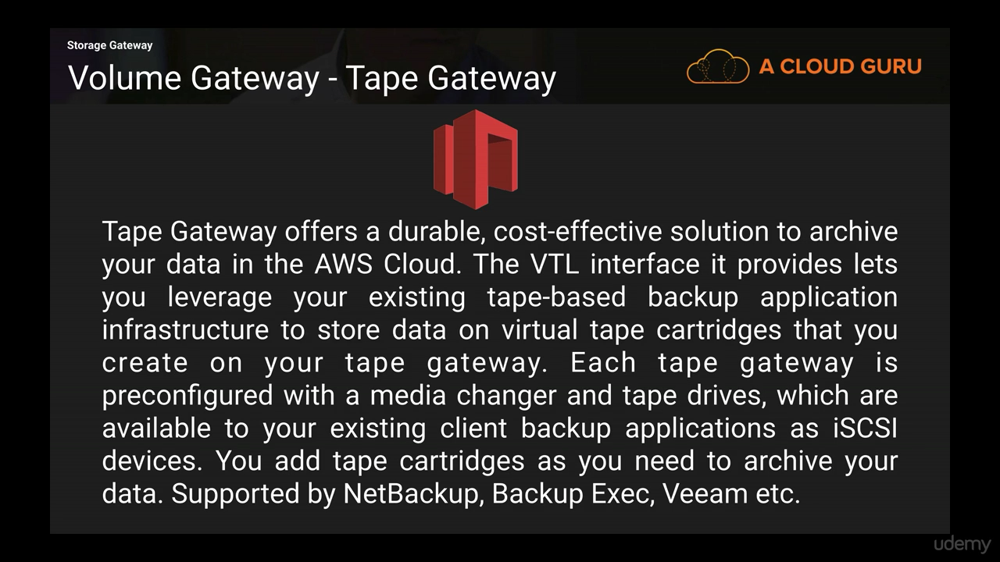 Storage Gateway
Volume Gateway - Tape Gateway
A CLOUD GURU
Tape Gateway offers a durable, cost-effective solution to archive
your data in the AWS Cloud. The VTL interface it provides lets
you leverage your existing tape-based backup application
infrastructure to store data on virtual tape cartridges that you
create on your tape gateway. Each tape gateway is
preconfigured with a media changer and tape drives, which are
available to your existing client backup applications as iSCSI
devices. You add tape cartridges as you need to archive your
data. Supported by NetBackup, Backup Exec, Veeam etc.
udemy